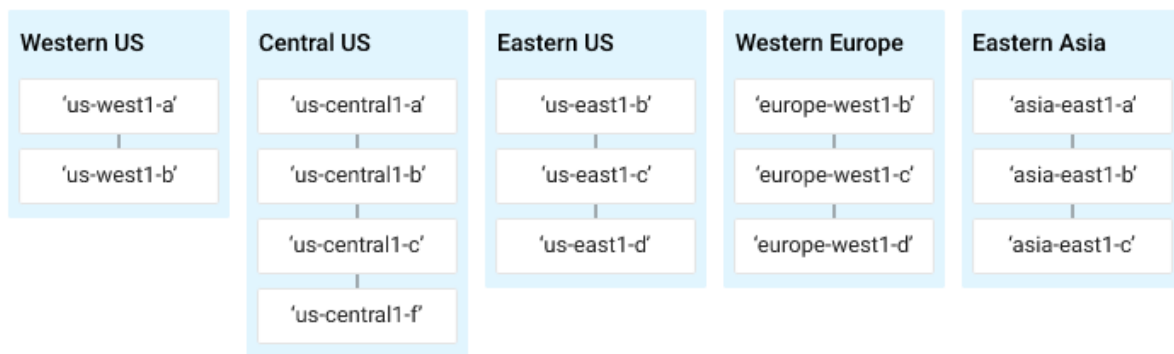 Western US
‘us-west1-a’
‘us-west1-b’
Central US
‘us-central1-a’
‘us-central1-b’
‘us-central1-c’
‘us-central1-f’
Eastern US
‘us-east1-b’
‘us-east1-c’
‘us-east1-d’
Western Europe
‘europe-west1-b’
‘europe-west1-c’
‘europe-west1-d’
Eastern Asia
‘asia-east1-a’
‘asia-east1-b’
‘asia-east1-c’